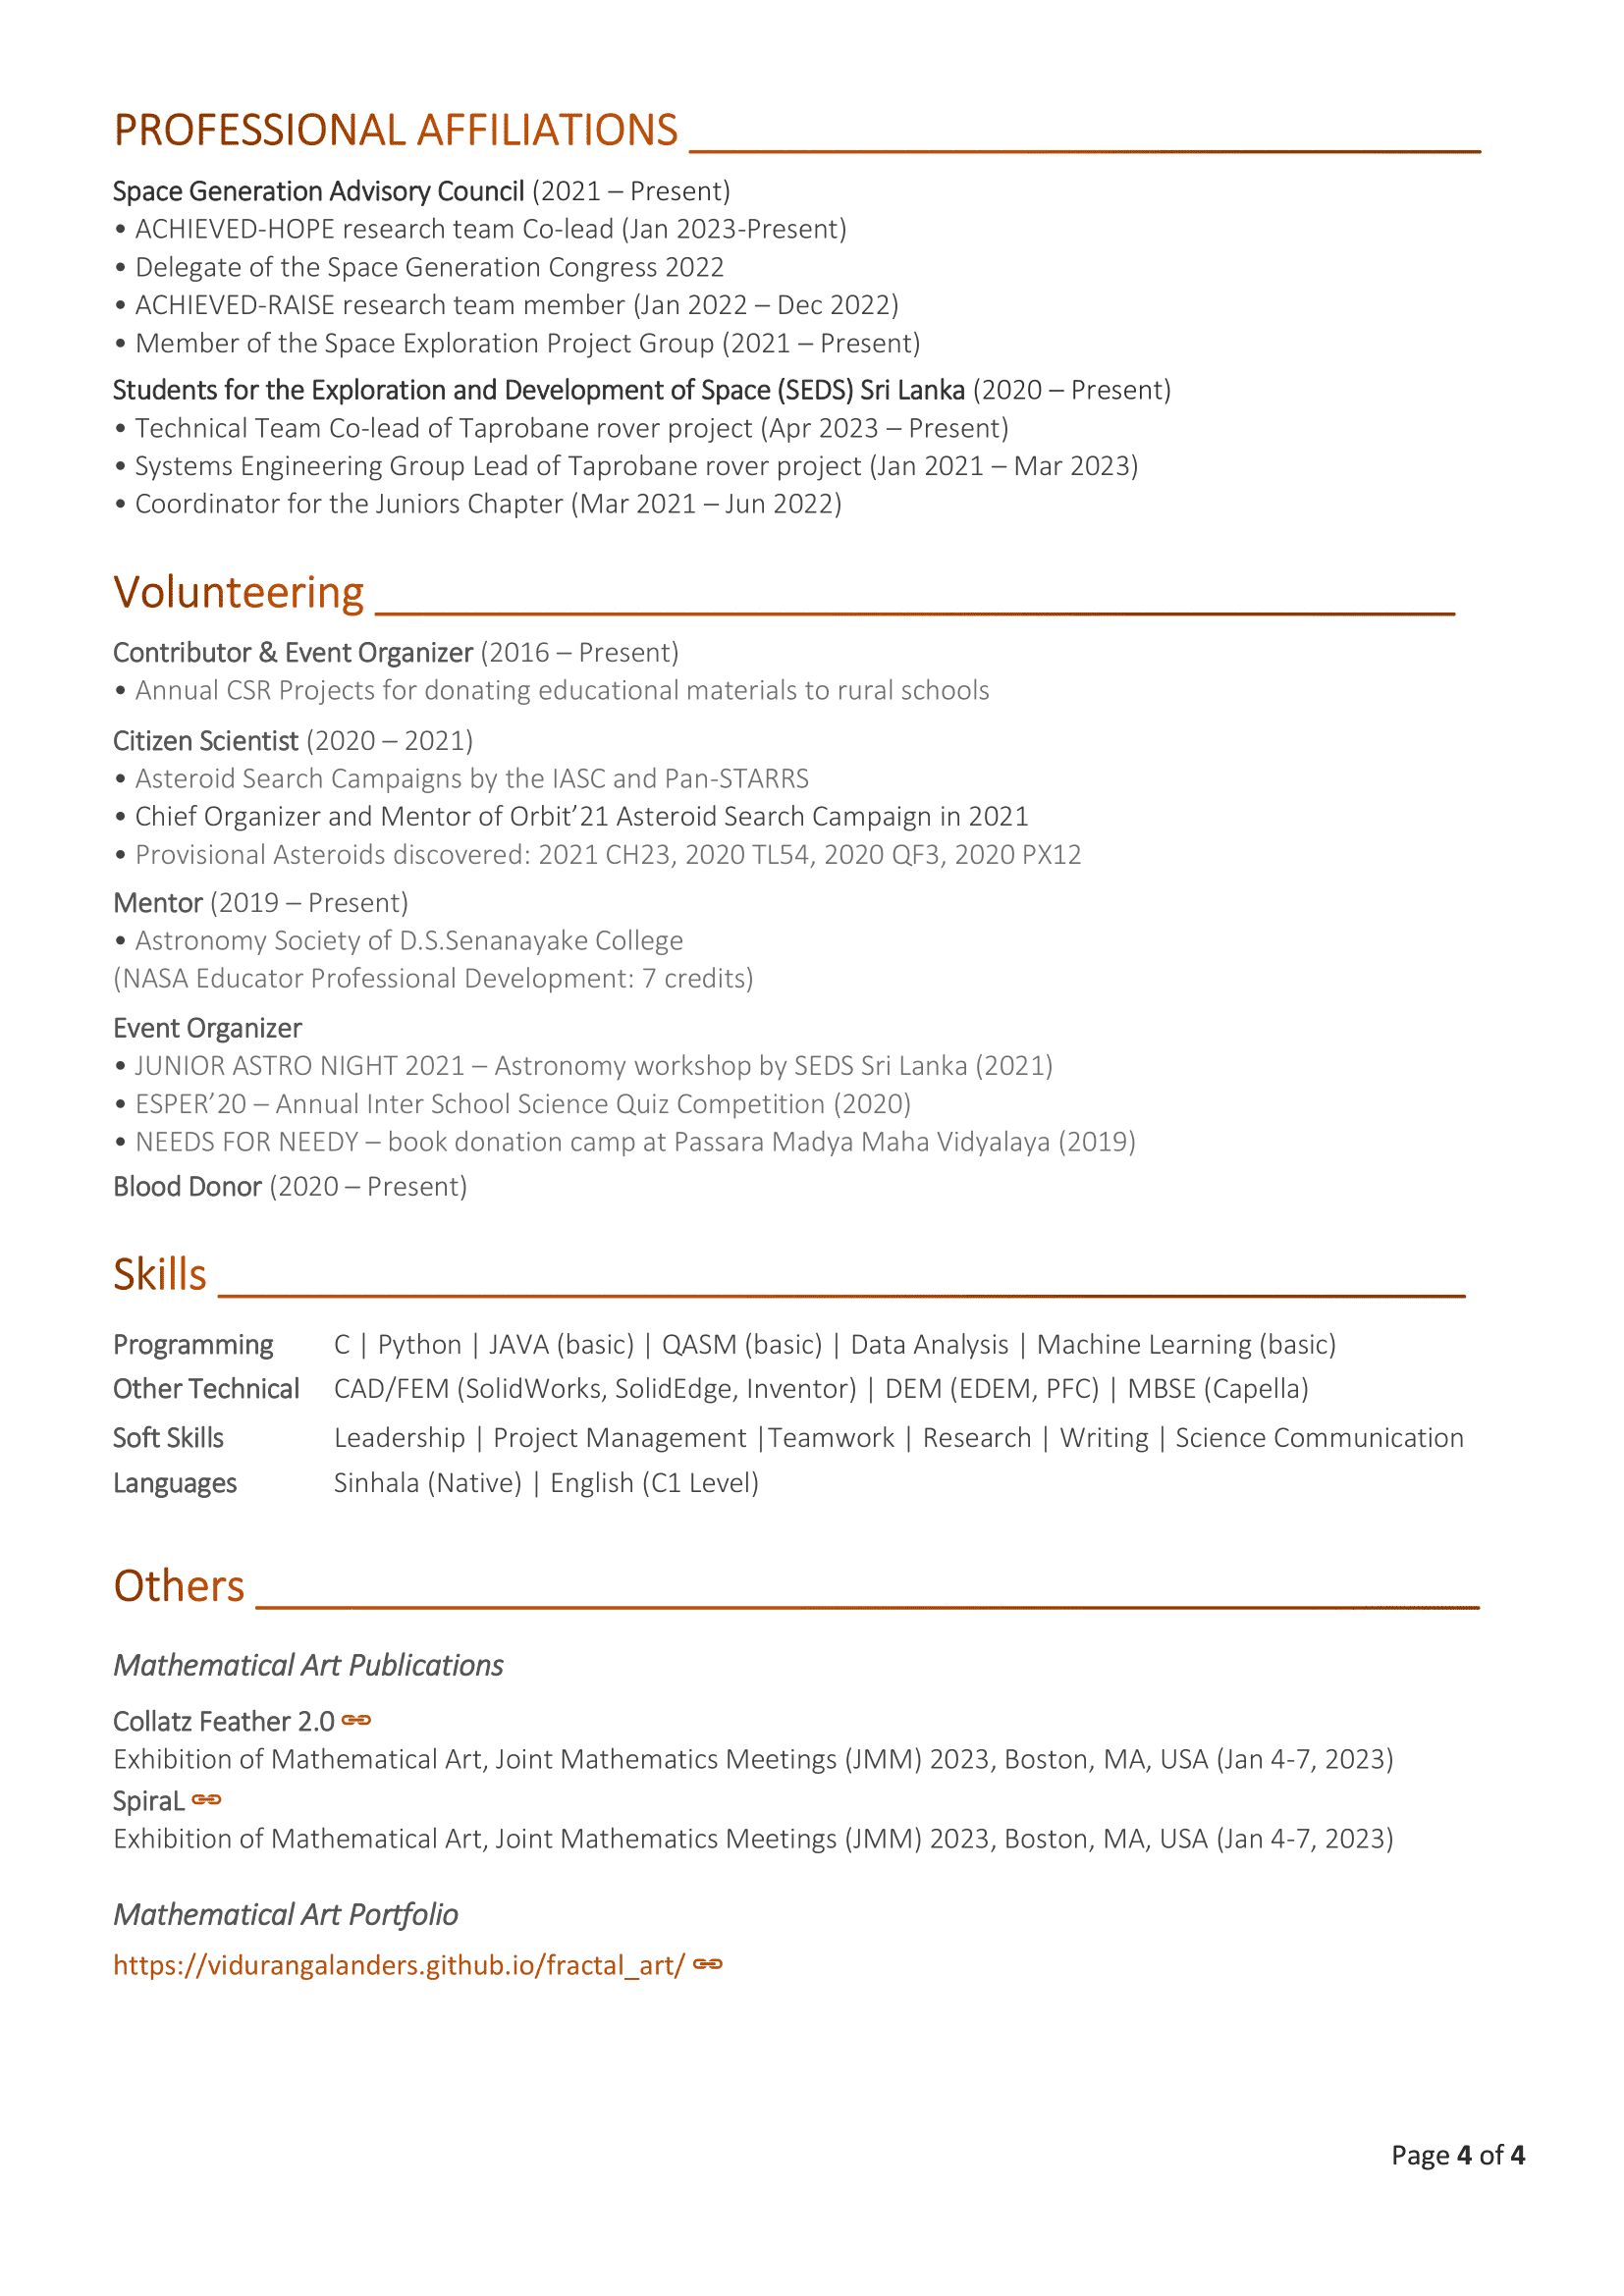 PROFESSIONAL AFFILIATIONS
Space Generation Advisory Council (2021 – Present)
• ACHIEVED-HOPE research team Co-lead (Jan 2023-Present)
• Delegate of the Space Generation Congress 2022
• ACHIEVED-RAISE research team member (Jan 2022 – Dec 2022)
• Member of the Space Exploration Project Group (2021 – Present)
Students for the Exploration and Development of Space (SEDS) Sri Lanka (2020 – Present)
• Technical Team Co-lead of Taprobane rover project (Apr 2023 – Present)
• Systems Engineering Group Lead of Taprobane rover project (Jan 2021 – Mar 2023)
• Coordinator for the Juniors Chapter (Mar 2021 – Jun 2022)
Volunteering
Contributor & Event Organizer (2016 – Present)
• Annual CSR Projects for donating educational materials to rural schools
Citizen Scientist (2020 – 2021)
• Asteroid Search Campaigns by the IASC and Pan-STARRS
• Chief Organizer and Mentor of Orbit’21 Asteroid Search Campaign in 2021
• Provisional Asteroids discovered: 2021 CH23, 2020 TL54, 2020 QF3, 2020 PX12
Mentor (2019 – Present)
• Astronomy Society of D.S.Senanayake College
(NASA Educator Professional Development: 7 credits)
Event Organizer
• JUNIOR ASTRO NIGHT 2021 – Astronomy workshop by SEDS Sri Lanka (2021)
• ESPER’20 – Annual Inter School Science Quiz Competition (2020)
• NEEDS FOR NEEDY – book donation camp at Passara Madya Maha Vidyalaya (2019)
Blood Donor (2020 – Present)
Skills
Programming C | Python | JAVA (basic) | QASM (basic) | Data Analysis | Machine Learning (basic)
Other Technical CAD/FEM (SolidWorks, SolidEdge, Inventor) | DEM (EDEM, PFC) | MBSE (Capella)
Soft Skills Leadership | Project Management |Teamwork | Research | Writing | Science Communication
Languages Sinhala (Native) | English (C1 Level)
Others
Mathematical Art Publications
Collatz Feather 2.0
Exhibition of Mathematical Art, Joint Mathematics Meetings (JMM) 2023, Boston, MA, USA (Jan 4-7, 2023)
SpiraL
Exhibition of Mathematical Art, Joint Mathematics Meetings (JMM) 2023, Boston, MA, USA (Jan 4-7, 2023)
Mathematical Art Portfolio
https://vidurangalanders.github.io/fractal_art/
Page 4 of 4